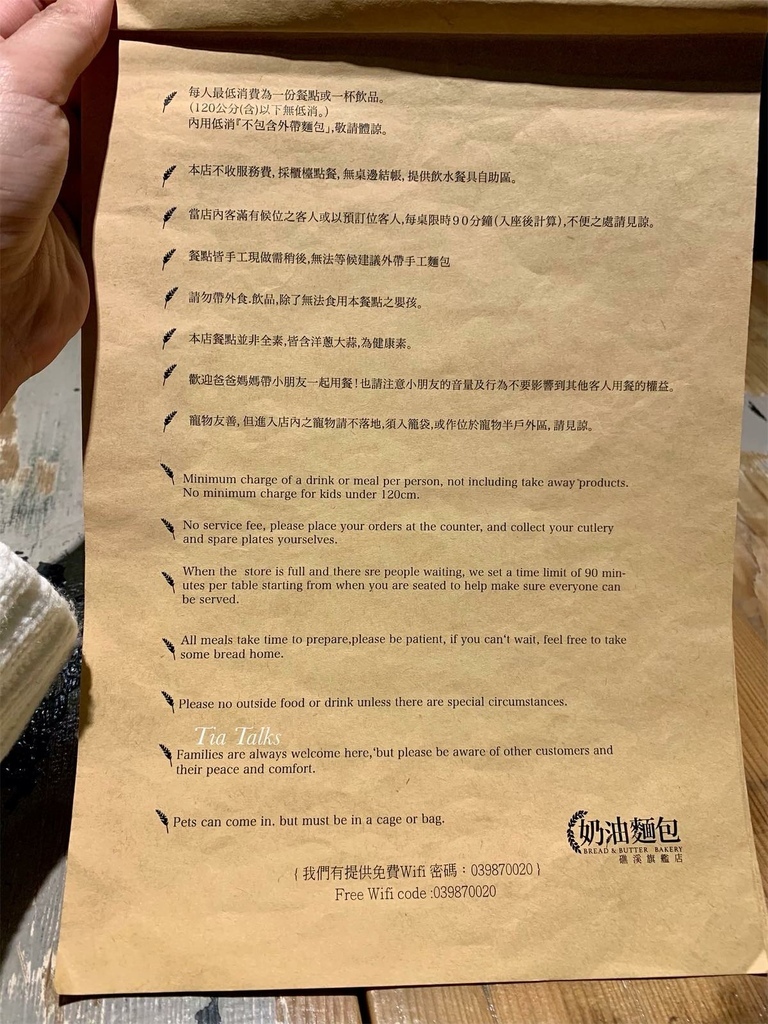 每人最低消費為一份餐點或一杯飲品。
(120公分(含)以下無低消。)
內用低消『不包含外帶麵包』,敬請體諒。
本店不收服務費,採櫃檯點餐,無桌邊結帳,提供飲水餐具自助區。
當店內客滿有候位之客人或以預訂位客人,每桌限時90分鐘(入座後計算),不便之處請見諒。
餐點皆手工現做需稍後,無法等候建議外帶手工麵包
請勿帶外食.飲品,除了無法食用本餐點之嬰孩。
本店餐點並非全素,皆含洋蔥大蒜,為健康素。
歡迎爸爸媽媽帶小朋友一起用餐!也請注意小朋友的音量及行為不要影響到其他客人用餐的權益。
寵物友善,但進入店內之寵物請不落地,須入籠袋,或作位於寵物半戶外區,請見諒。
Minimum charge of a drink or meal per person, not including take away products.
No minimum charge for kids under 120cm.
No service fee, please place your orders at the counter, and collect your cutlery
and spare plates yourselves.
When the store is full and there sre people waiting, we set a time limit of 90 min-
utes per table starting from when you are seated to help make sure everyone can
be served.
All meals take time to prepare,please be patient, if you can't wait, feel free to take
some bread home.
Please no outside food or drink unless there are special circumstances.
Tia Talks
Families are always welcome here,'but please be aware of other customers and
their peace and comfort.
Pets can come in. but must be in a cage or bag.
奶油麵包
BREAD & BUTTER BAKERY
礁溪旗艦店
{ 我們有提供免費Wifi 密碼：039870020 }
Free Wifi code :039870020